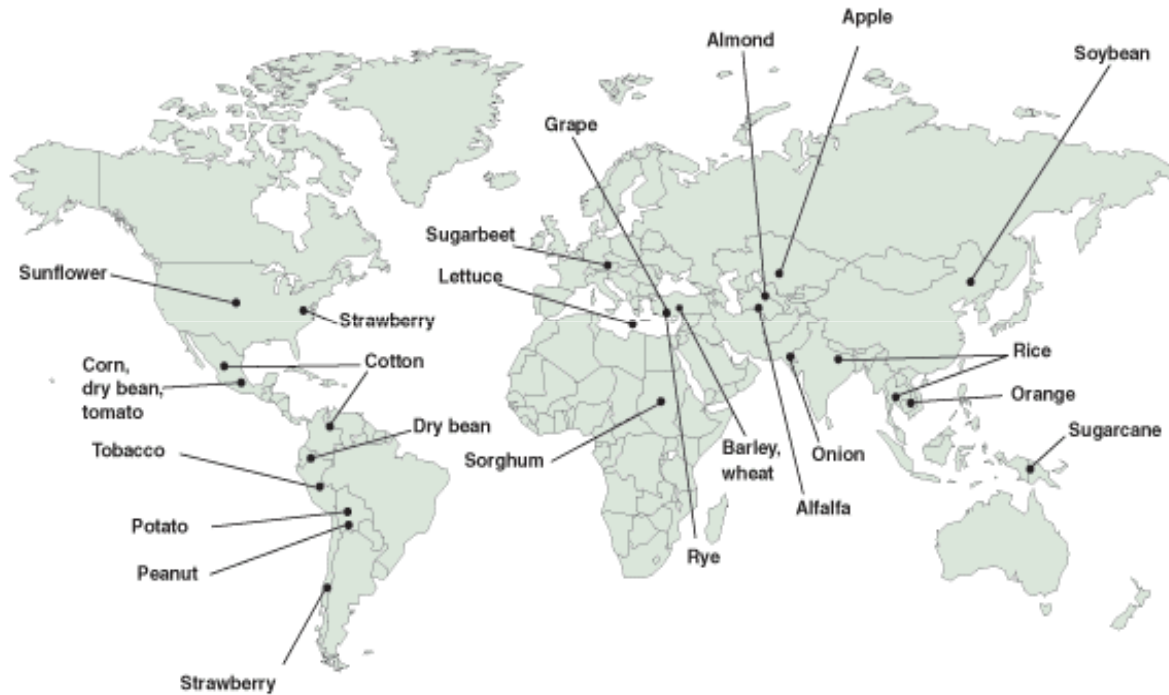 Apple
Almond
Soybean
Grape
Sugarbeet
Lettuce
Sunflower
Strawberry
Corn,
dry bean,
tomato
Cotton
Rice
Orange
Dry bean
Tobacco
Sorghum
Barley,
wheat
Onion
Sugarcane
Alfalfa
Potato
Rye
Peanut
Strawberry